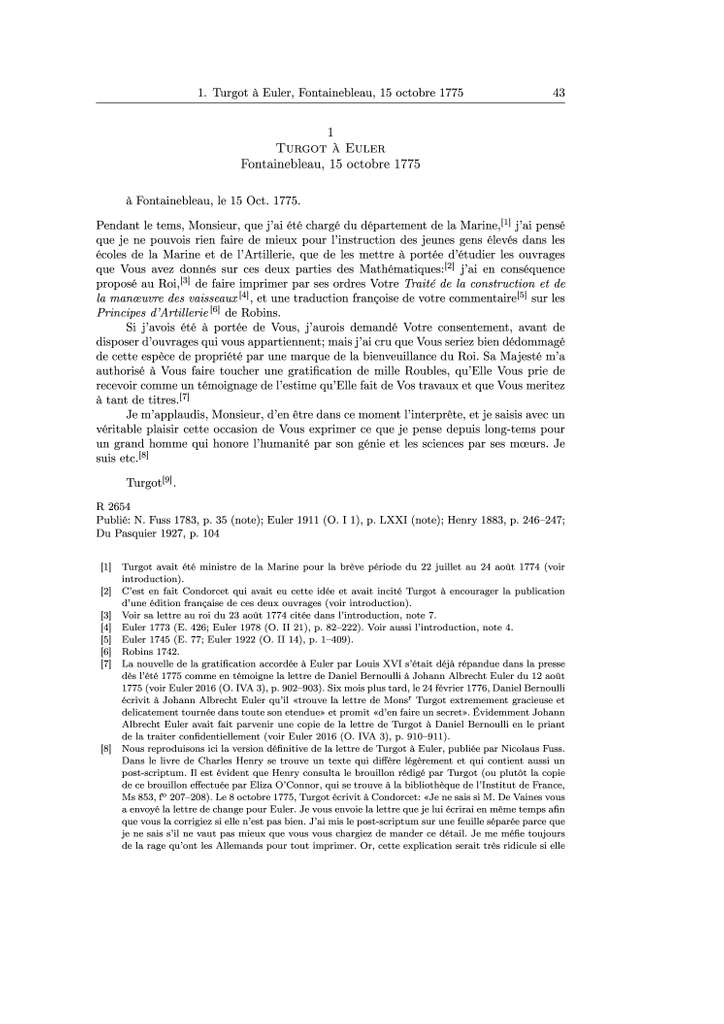 1. Turgot à Euler, Fontainebleau, 15 octobre 1775 43
1
Turgot à Euler
Fontainebleau, 15 octobre 1775
à Fontainebleau, le 15 Oct. 1775.
Pendant le tems, Monsieur, que j'ai été chargé du département de la Marine,[1] j'ai pensé
que je ne pouvois rien faire de mieux pour l'instruction des jeunes gens élevés dans les
écoles de la Marine et de l'Artillerie, que de les mettre à portée d'étudier les ouvrages
que Vous avez donnés sur ces deux parties des Mathématiques:[2] j'ai en conséquence
proposé au Roi,[3] de faire imprimer par ses ordres Votre Traité de la construction et de
la manœuvre des vaisseaux[4], et une traduction françoise de votre commentaire[5] sur les
Principes d'Artillerie[6] de Robins.
Si j'avois été à portée de Vous, j'aurois demandé Votre consentement, avant de
disposer d'ouvrages qui vous appartiennent; mais j'ai cru que Vous seriez bien dédommagé
de cette espèce de propriété par une marque de la bienveuillance du Roi. Sa Majesté m'a
authorisé à Vous faire toucher une gratification de mille Roubles, qu'Elle Vous prie de
recevoir comme un témoignage de l'estime qu'Elle fait de Vos travaux et que Vous meritez
à tant de titres.[7]
Je m'applaudis, Monsieur, d'en être dans ce moment l'interprête, et je saisis avec un
véritable plaisir cette occasion de Vous exprimer ce que je pense depuis long-tems pour
un grand homme qui honore l'humanité par son génie et les sciences par ses mœurs. Je
suis etc.[8]
Turgot[9].
R 2654
Publié: N. Fuss 1783, p. 35 (note); Euler 1911 (O. I 1), p. LXXI (note); Henry 1883, p. 246–247;
Du Pasquier 1927, p. 104
[1] Turgot avait été ministre de la Marine pour la brève période du 22 juillet au 24 août 1774 (voir
introduction).
[2] C'est en fait Condorcet qui avait eu cette idée et avait incité Turgot à encourager la publication
d'une édition française de ces deux ouvrages (voir introduction).
[3] Voir sa lettre au roi du 23 août 1774 citée dans l'introduction, note 7.
[4] Euler 1773 (E. 426; Euler 1978 (O. II 21), p. 82–222). Voir aussi l'introduction, note 4.
[5] Euler 1745 (E. 77; Euler 1922 (O. II 14), p. 1–409).
[6] Robins 1742.
[7] La nouvelle de la gratification accordée à Euler par Louis XVI s'était déjà répandue dans la presse
dès l'été 1775 comme en témoigne la lettre de Daniel Bernoulli à Johann Albrecht Euler du 12 août
1775 (voir Euler 2016 (O. IVA 3), p. 902–903). Six mois plus tard, le 24 février 1776, Daniel Bernoulli
écrivit à Johann Albrecht Euler qu'il «trouve la lettre de Monsr Turgot extremement gracieuse et
delicatement tournée dans toute son etendue» et promit «d'en faire un secret». Évidemment Johann
Albrecht Euler avait fait parvenir une copie de la lettre de Turgot à Daniel Bernoulli en le priant
de la traiter confidentiellement (voir Euler 2016 (O. IVA 3), p. 910–911).
[8] Nous reproduisons ici la version définitive de la lettre de Turgot à Euler, publiée par Nicolaus Fuss.
Dans le livre de Charles Henry se trouve un texte qui diffère légèrement et qui contient aussi un
post-scriptum. Il est évident que Henry consulta le brouillon rédigé par Turgot (ou plutôt la copie
de ce brouillon effectuée par Eliza O'Connor, qui se trouve à la bibliothèque de l'Institut de France,
Ms 853, fo 207–208). Le 8 octobre 1775, Turgot écrivit à Condorcet: «Je ne sais si M. De Vaines vous
a envoyé la lettre de change pour Euler. Je vous envoie la lettre que je lui écrirai en même temps afin
que vous la corrigiez si elle n'est pas bien. J'ai mis le post-scriptum sur une feuille séparée parce que
je ne sais s'il ne vaut pas mieux que vous vous chargiez de mander ce détail. Je me méfie toujours
de la rage qu'ont les Allemands pour tout imprimer. Or, cette explication serait très ridicule si elle